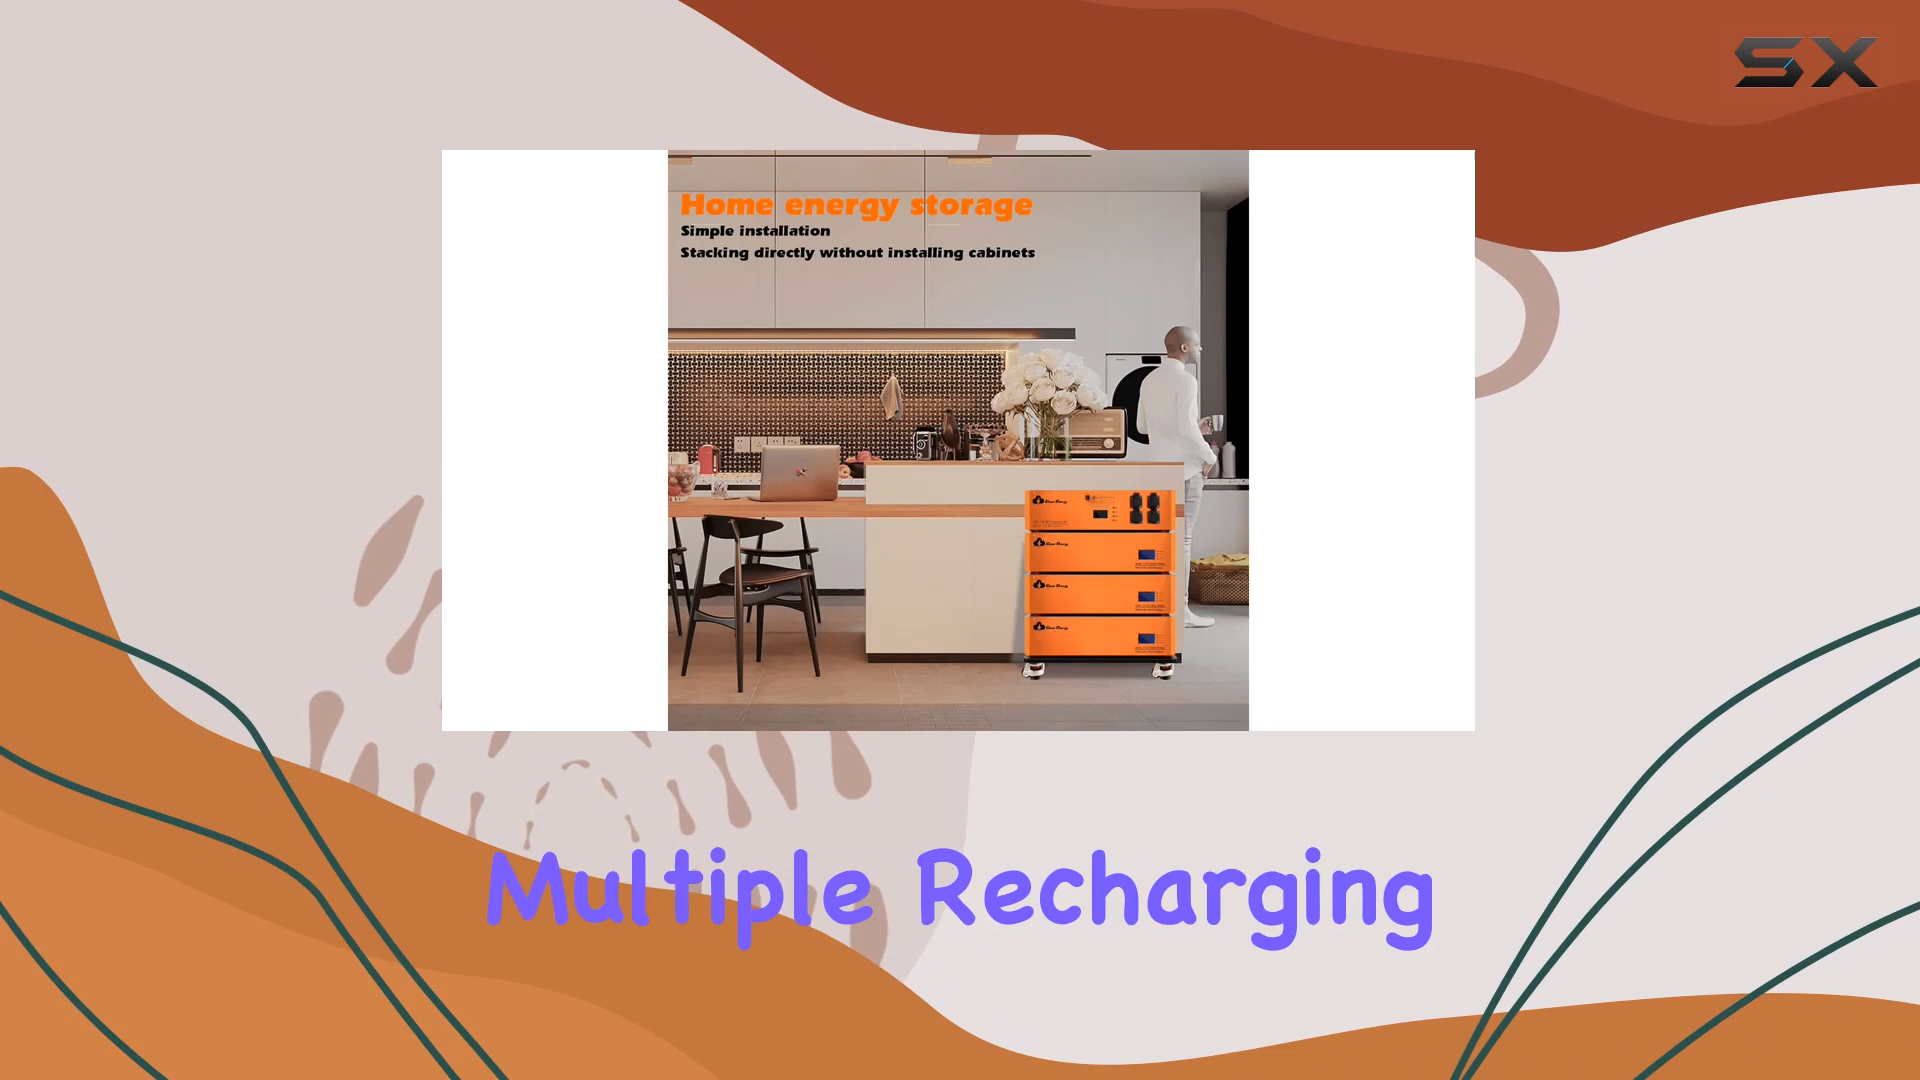 SX
Home energy storage
Simple installation
Stacking directly without installing cabinets
Multiple Recharging